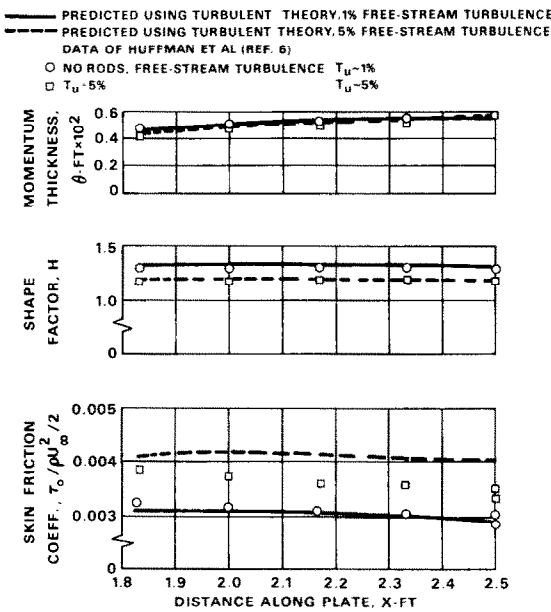 PREDICTED USING TURBULENT THEORY, 1% FREE-STREAM TURBULENCE
PREDICTED USING TURBULENT THEORY, 5% FREE-STREAM TURBULENCE
DATA OF HUFFMAN ET AL (REF. 6)
○ NO RODS, FREE-STREAM TURBULENCE Tu~1%
□ Tu~5% Tu~5%
MOMENTUM
THICKNESS,
θ-FT×10²
0.6
0.4
0.2
0
SHAPE
FACTOR, H
1.5
1.0
0
SKIN FRICTION
COEFF., τo/ρU∞²/2
0.005
0.004
0.003
0
1.8 1.9 2.0 2.1 2.2 2.3 2.4 2.5
DISTANCE ALONG PLATE, X-FT